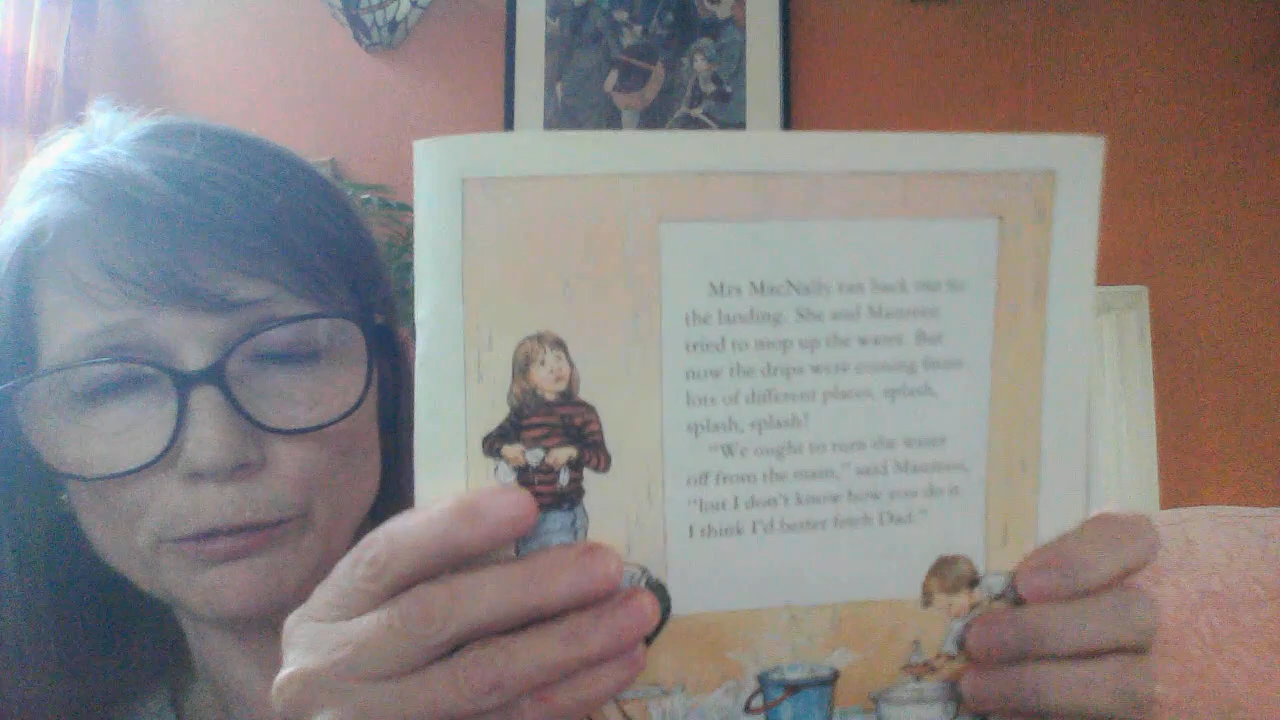 Mrs MacNally ran back out to
the landing. She and Maureen
tried to mop up the water. But
now the drips were coming from
lots of different places, splash,
splash, splash!
"We ought to turn the water
off from the main," said Maureen,
"but I don't know how you do it.
I think I'd better fetch Dad."